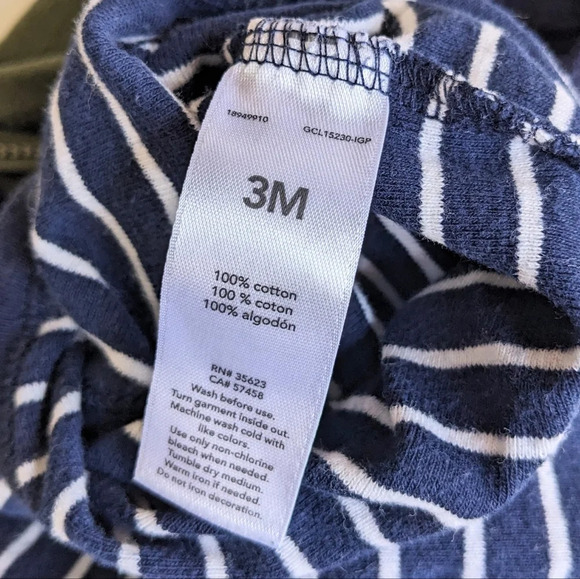 18949910 GCL15230-IGP
3M
100% cotton
100 % coton
100% algodón
RN# 35623
CA# 57458
Wash before use.
Turn garment inside out.
Machine wash cold with
like colors.
Use only non-chlorine
bleach when needed.
Tumble dry medium.
Warm iron if needed.
Do not iron decoration.